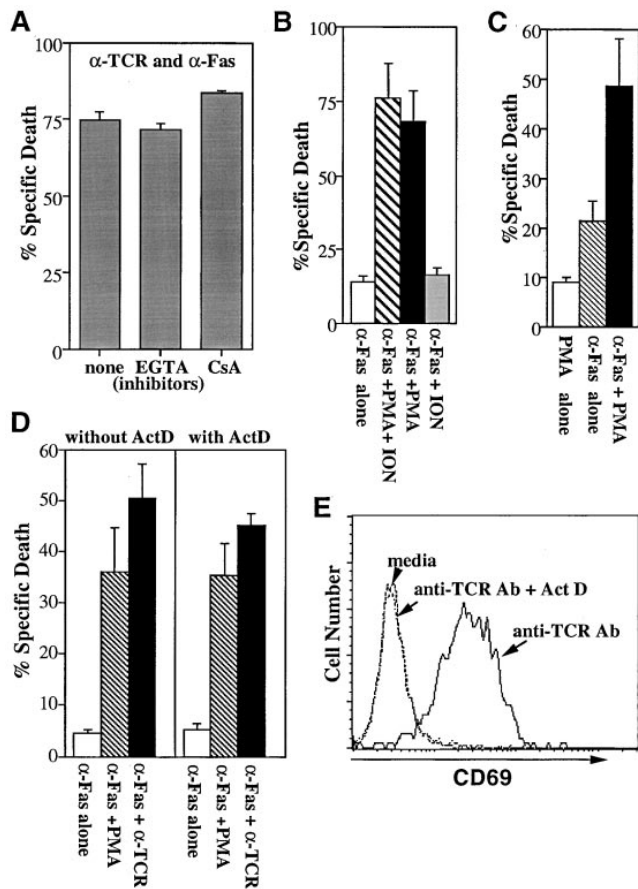 A
α-TCR and α-Fas
% Specific Death
100
75
50
25
0
none EGTA CsA
(inhibitors)
B
%Specific Death
100
75
50
25
0
α-Fas alone
α-Fas +PMA+ ION
α-Fas +PMA
α-Fas + ION
C
%Specific Death
60
50
40
30
20
10
0
PMA alone
α-Fas alone
α-Fas + PMA
D
without ActD with ActD
% Specific Death
60
50
40
30
20
10
0
α-Fas alone
α-Fas +PMA
α-Fas + α-TCR
α-Fas alone
α-Fas +PMA
α-Fas + α-TCR
E
Cell Number
media
anti-TCR Ab + Act D
anti-TCR Ab
CD69